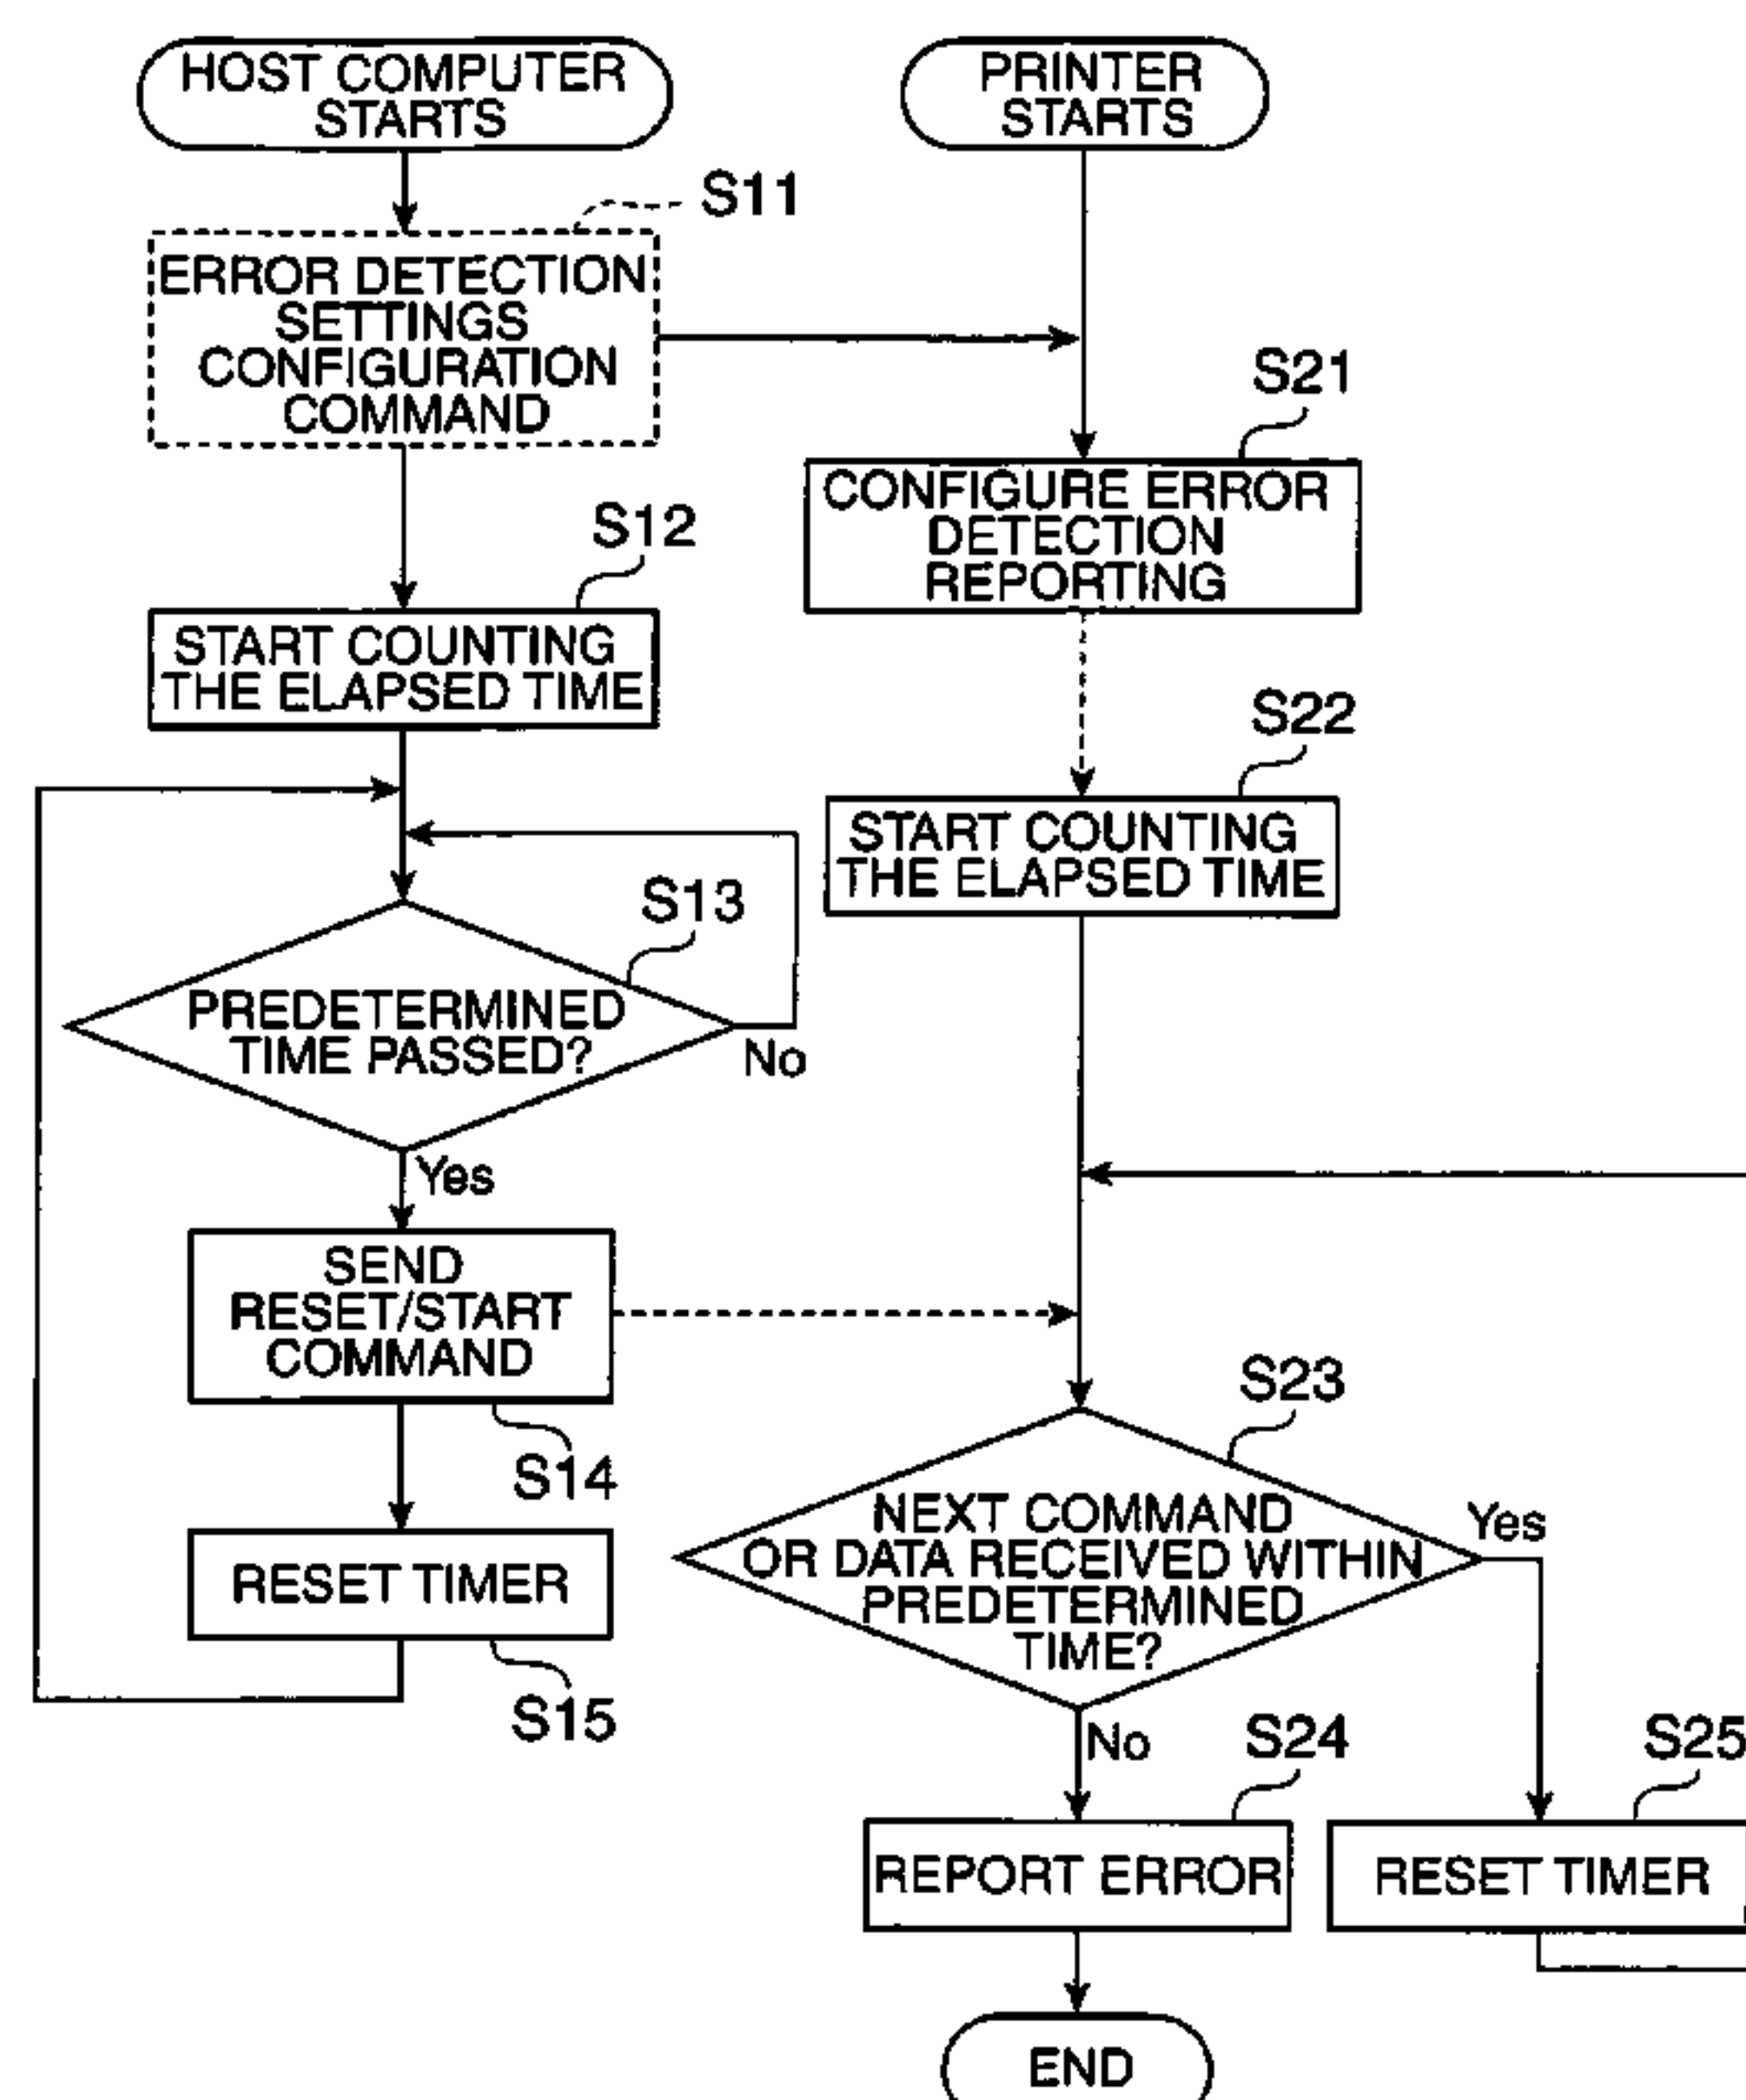 HOST COMPUTER
STARTS
S11
ERROR DETECTION
SETTINGS
CONFIGURATION
COMMAND
S12
START COUNTING
THE ELAPSED TIME
S13
PREDETERMINED
TIME PASSED?
No
Yes
SEND
RESET/START
COMMAND
S14
RESET TIMER
S15
PRINTER
STARTS
S21
CONFIGURE ERROR
DETECTION
REPORTING
S22
START COUNTING
THE ELAPSED TIME
S23
NEXT COMMAND
OR DATA RECEIVED WITHIN
PREDETERMINED
TIME?
Yes
No
S24
REPORT ERROR
S25
RESET TIMER
END